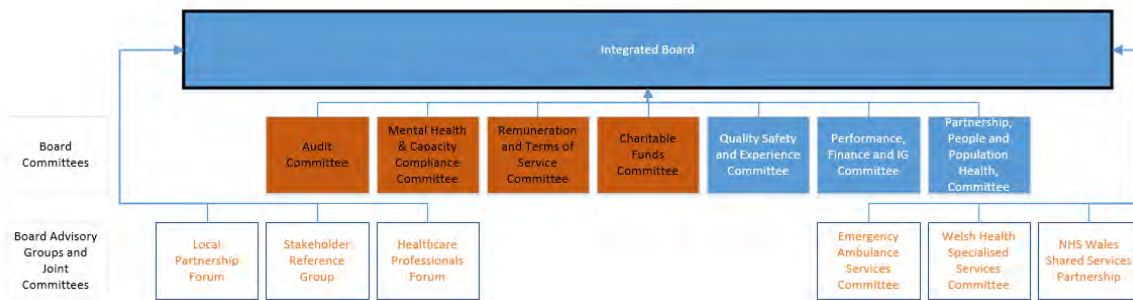 Integrated Board
Board
Committees
Audit
Committee
Mental Health
& Capacity
Compliance
Committee
Remuneration
and Terms of
Service
Committee
Charitable
Funds
Committee
Quality Safety
and Experience
Committee
Performance,
Finance and IG
Committee
Partnership,
People and
Population
Health,
Committee
Board Advisory
Groups and
Joint
Committees
Local
Partnership
Forum
Stakeholder
Reference
Group
Healthcare
Professionals
Forum
Emergency
Ambulance
Services
Committee
Welsh Health
Specialised
Services
Committee
NHS Wales
Shared Services
Partnership